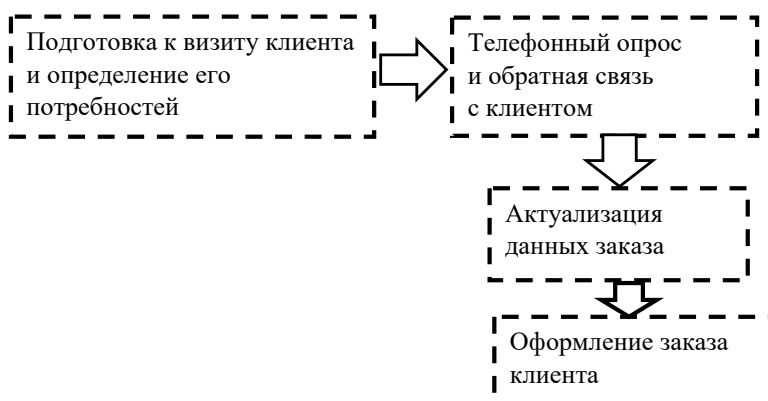 Подготовка к визиту клиента
и определение его
потребностей
Телефонный опрос
и обратная связь
с клиентом
Актуализация
данных заказа
Оформление заказа
клиента